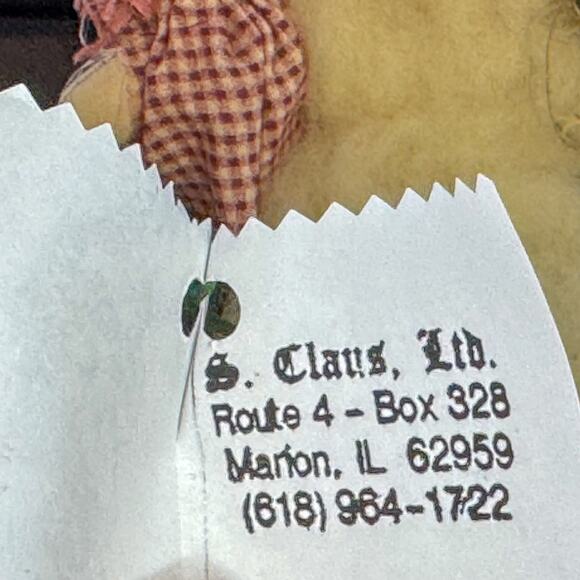 S. Claus, Ltd.
Route 4 - Box 328
Marion, IL 62959
(618) 964-1722